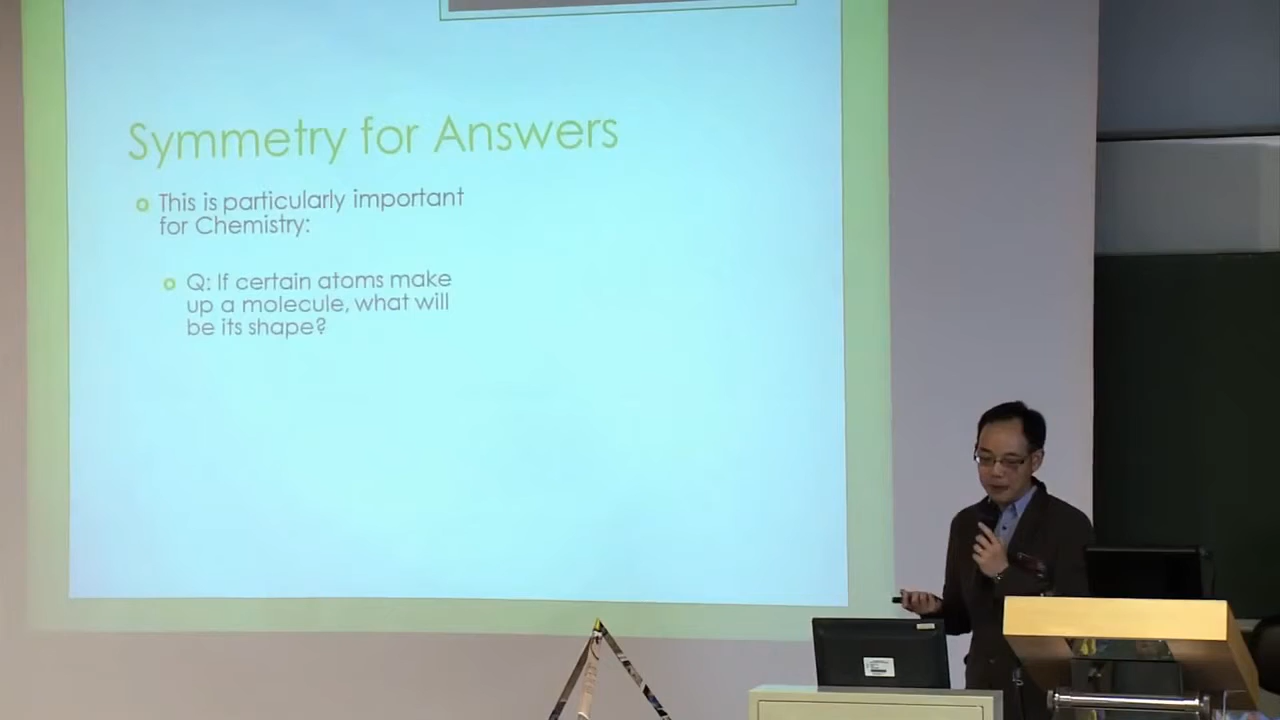 Symmetry for Answers
This is particularly important
for Chemistry:
Q: If certain atoms make
up a molecule, what will
be its shape?